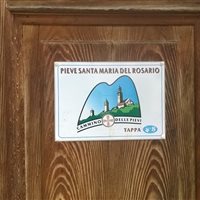 PIEVE SANTA MARIA DEL ROSARIO
CAMMINO DELLE PIEVI
TAPPA